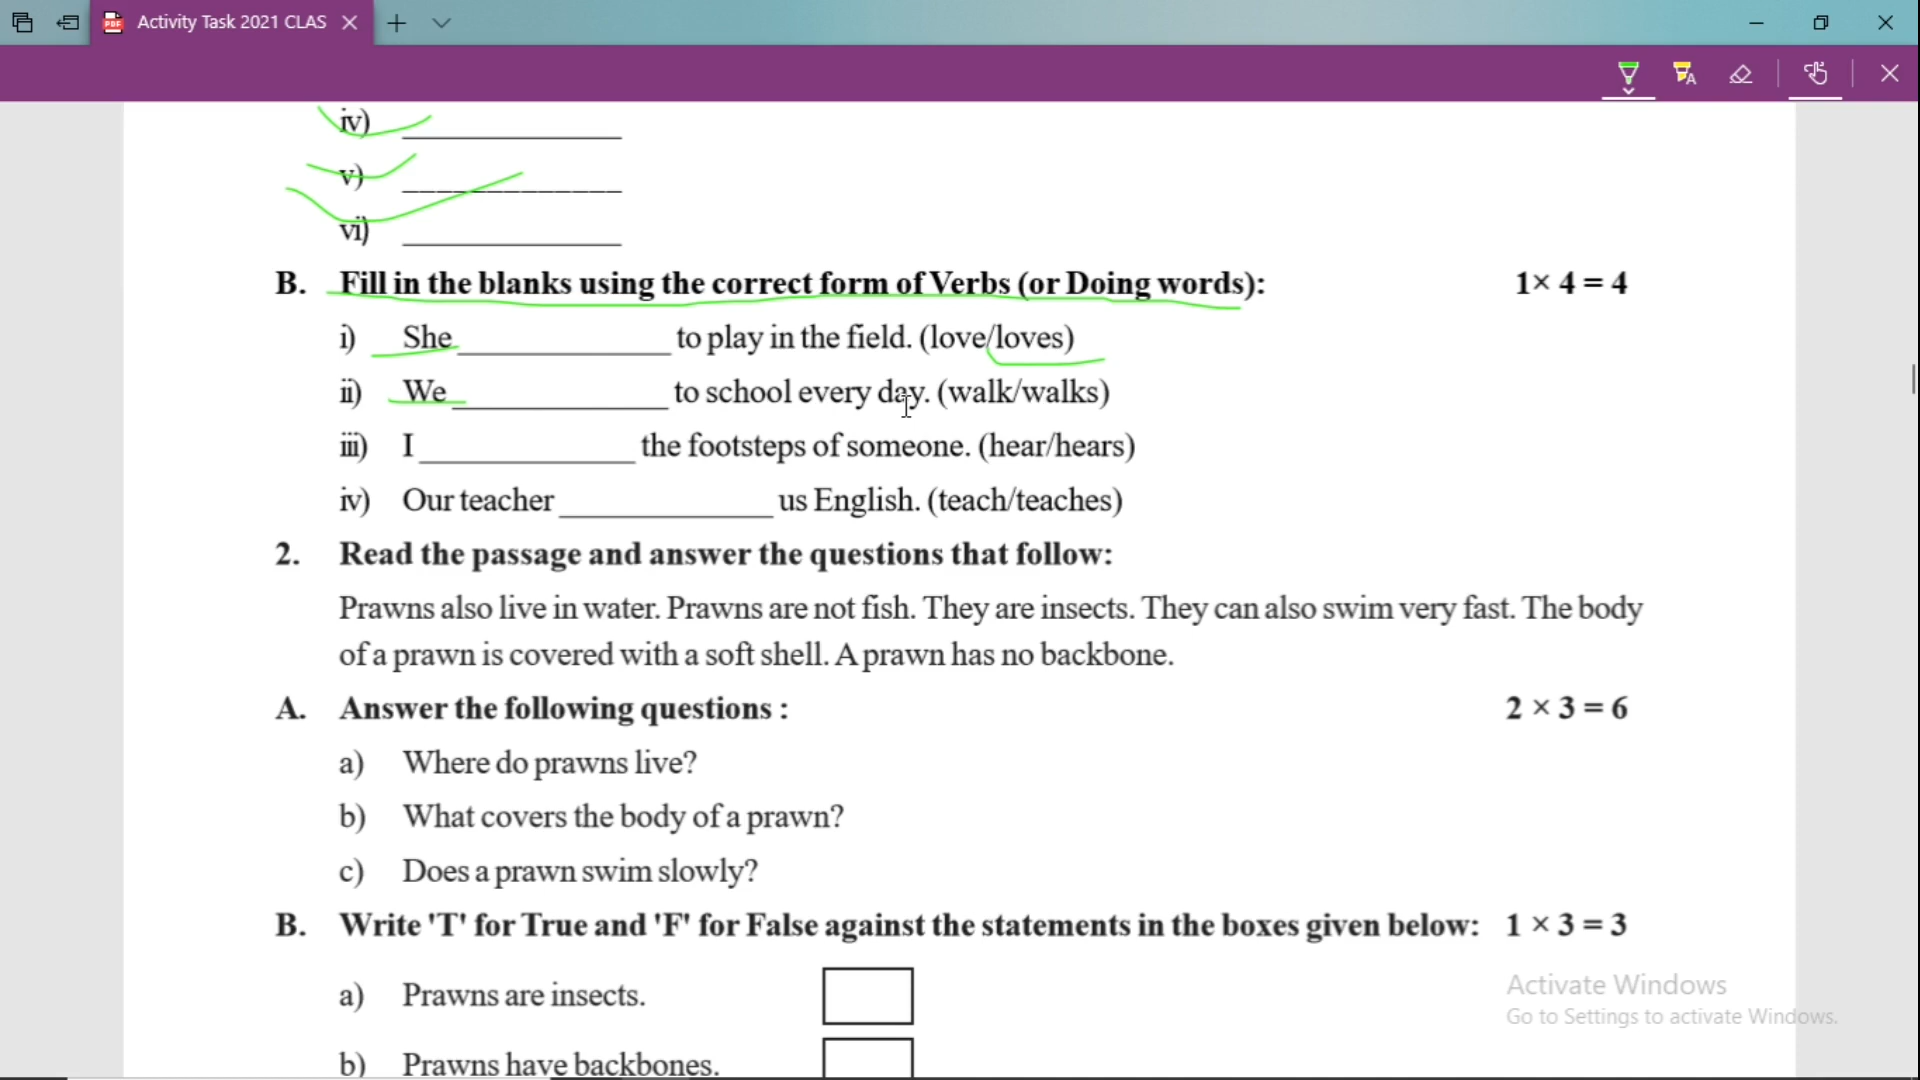 Activity Task 2021 CLAS
iv) ____________
v) ____________
vi) ____________
B. Fill in the blanks using the correct form of Verbs (or Doing words): 1× 4 = 4
i) She ____________ to play in the field. (love/loves)
ii) We ____________ to school every day. (walk/walks)
iii) I ____________ the footsteps of someone. (hear/hears)
iv) Our teacher ____________ us English. (teach/teaches)
2. Read the passage and answer the questions that follow:
Prawns also live in water. Prawns are not fish. They are insects. They can also swim very fast. The body
of a prawn is covered with a soft shell. A prawn has no backbone.
A. Answer the following questions : 2 × 3 = 6
a) Where do prawns live?
b) What covers the body of a prawn?
c) Does a prawn swim slowly?
B. Write 'T' for True and 'F' for False against the statements in the boxes given below: 1 × 3 = 3
a) Prawns are insects.
b) Prawns have backbones.
Activate Windows
Go to Settings to activate Windows.